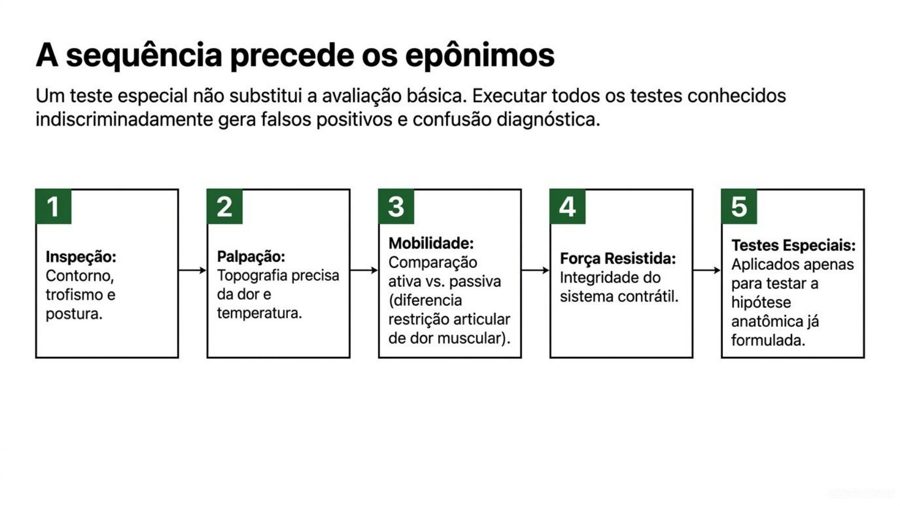 A sequência precede os epônimos
Um teste especial não substitui a avaliação básica. Executar todos os testes conhecidos
indiscriminadamente gera falsos positivos e confusão diagnóstica.
1
Inspeção:
Contorno,
trofismo e
postura.
2
Palpação:
Topografia precisa
da dor e
temperatura.
3
Mobilidade:
Comparação
ativa vs. passiva
(diferencia
restrição articular
de dor muscular).
4
Força Resistida:
Integridade do
sistema contrátil.
5
Testes Especiais:
Aplicados apenas
para testar a
hipótese
anatômica já
formulada.